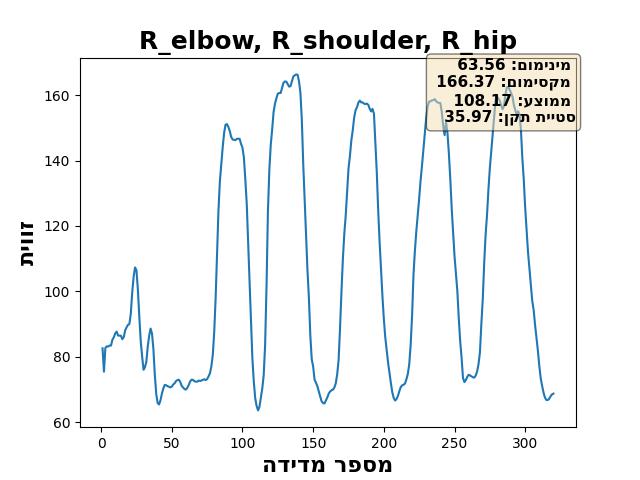 R_elbow, R_shoulder, R_hip
מינימום: 63.56
מקסימום: 166.37
ממוצע: 108.17
סטיית תקן: 35.97
זווית
160
140
120
100
80
60
0 50 100 150 200 250 300
מספר מדידה